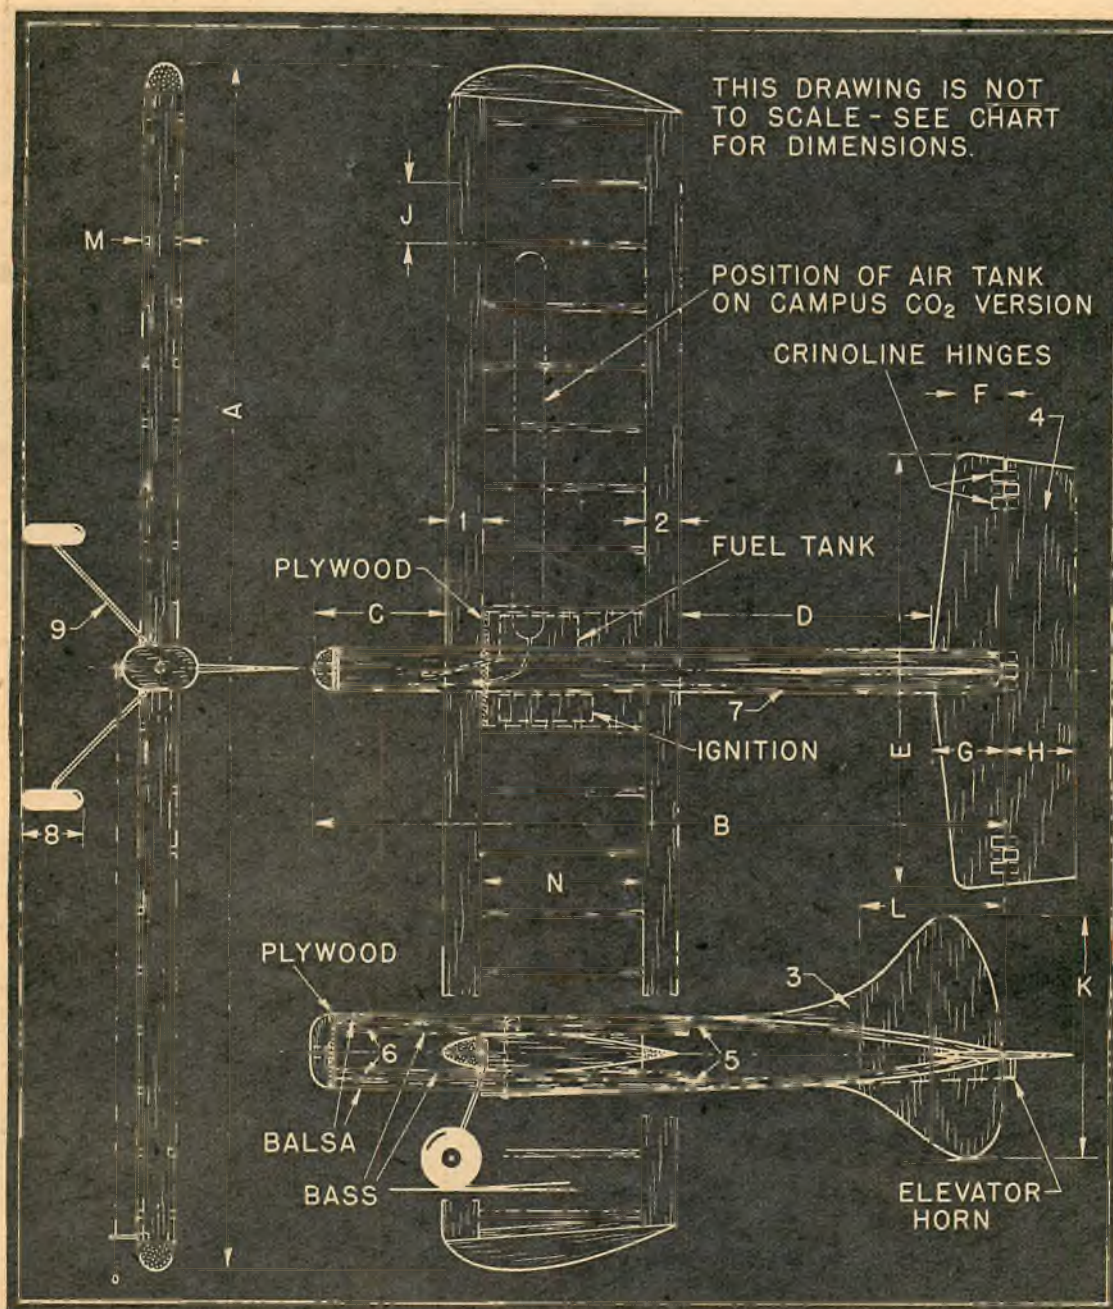 THIS DRAWING IS NOT
TO SCALE - SEE CHART
FOR DIMENSIONS.
J
M
POSITION OF AIR TANK
ON CAMPUS CO₂ VERSION
CRINOLINE HINGES
F
4
A
1
2
FUEL TANK
PLYWOOD
C
D
9
7
IGNITION
E
G
H
B
8
N
L
PLYWOOD
3
K
6
5
BALSA
BASS
ELEVATOR
HORN